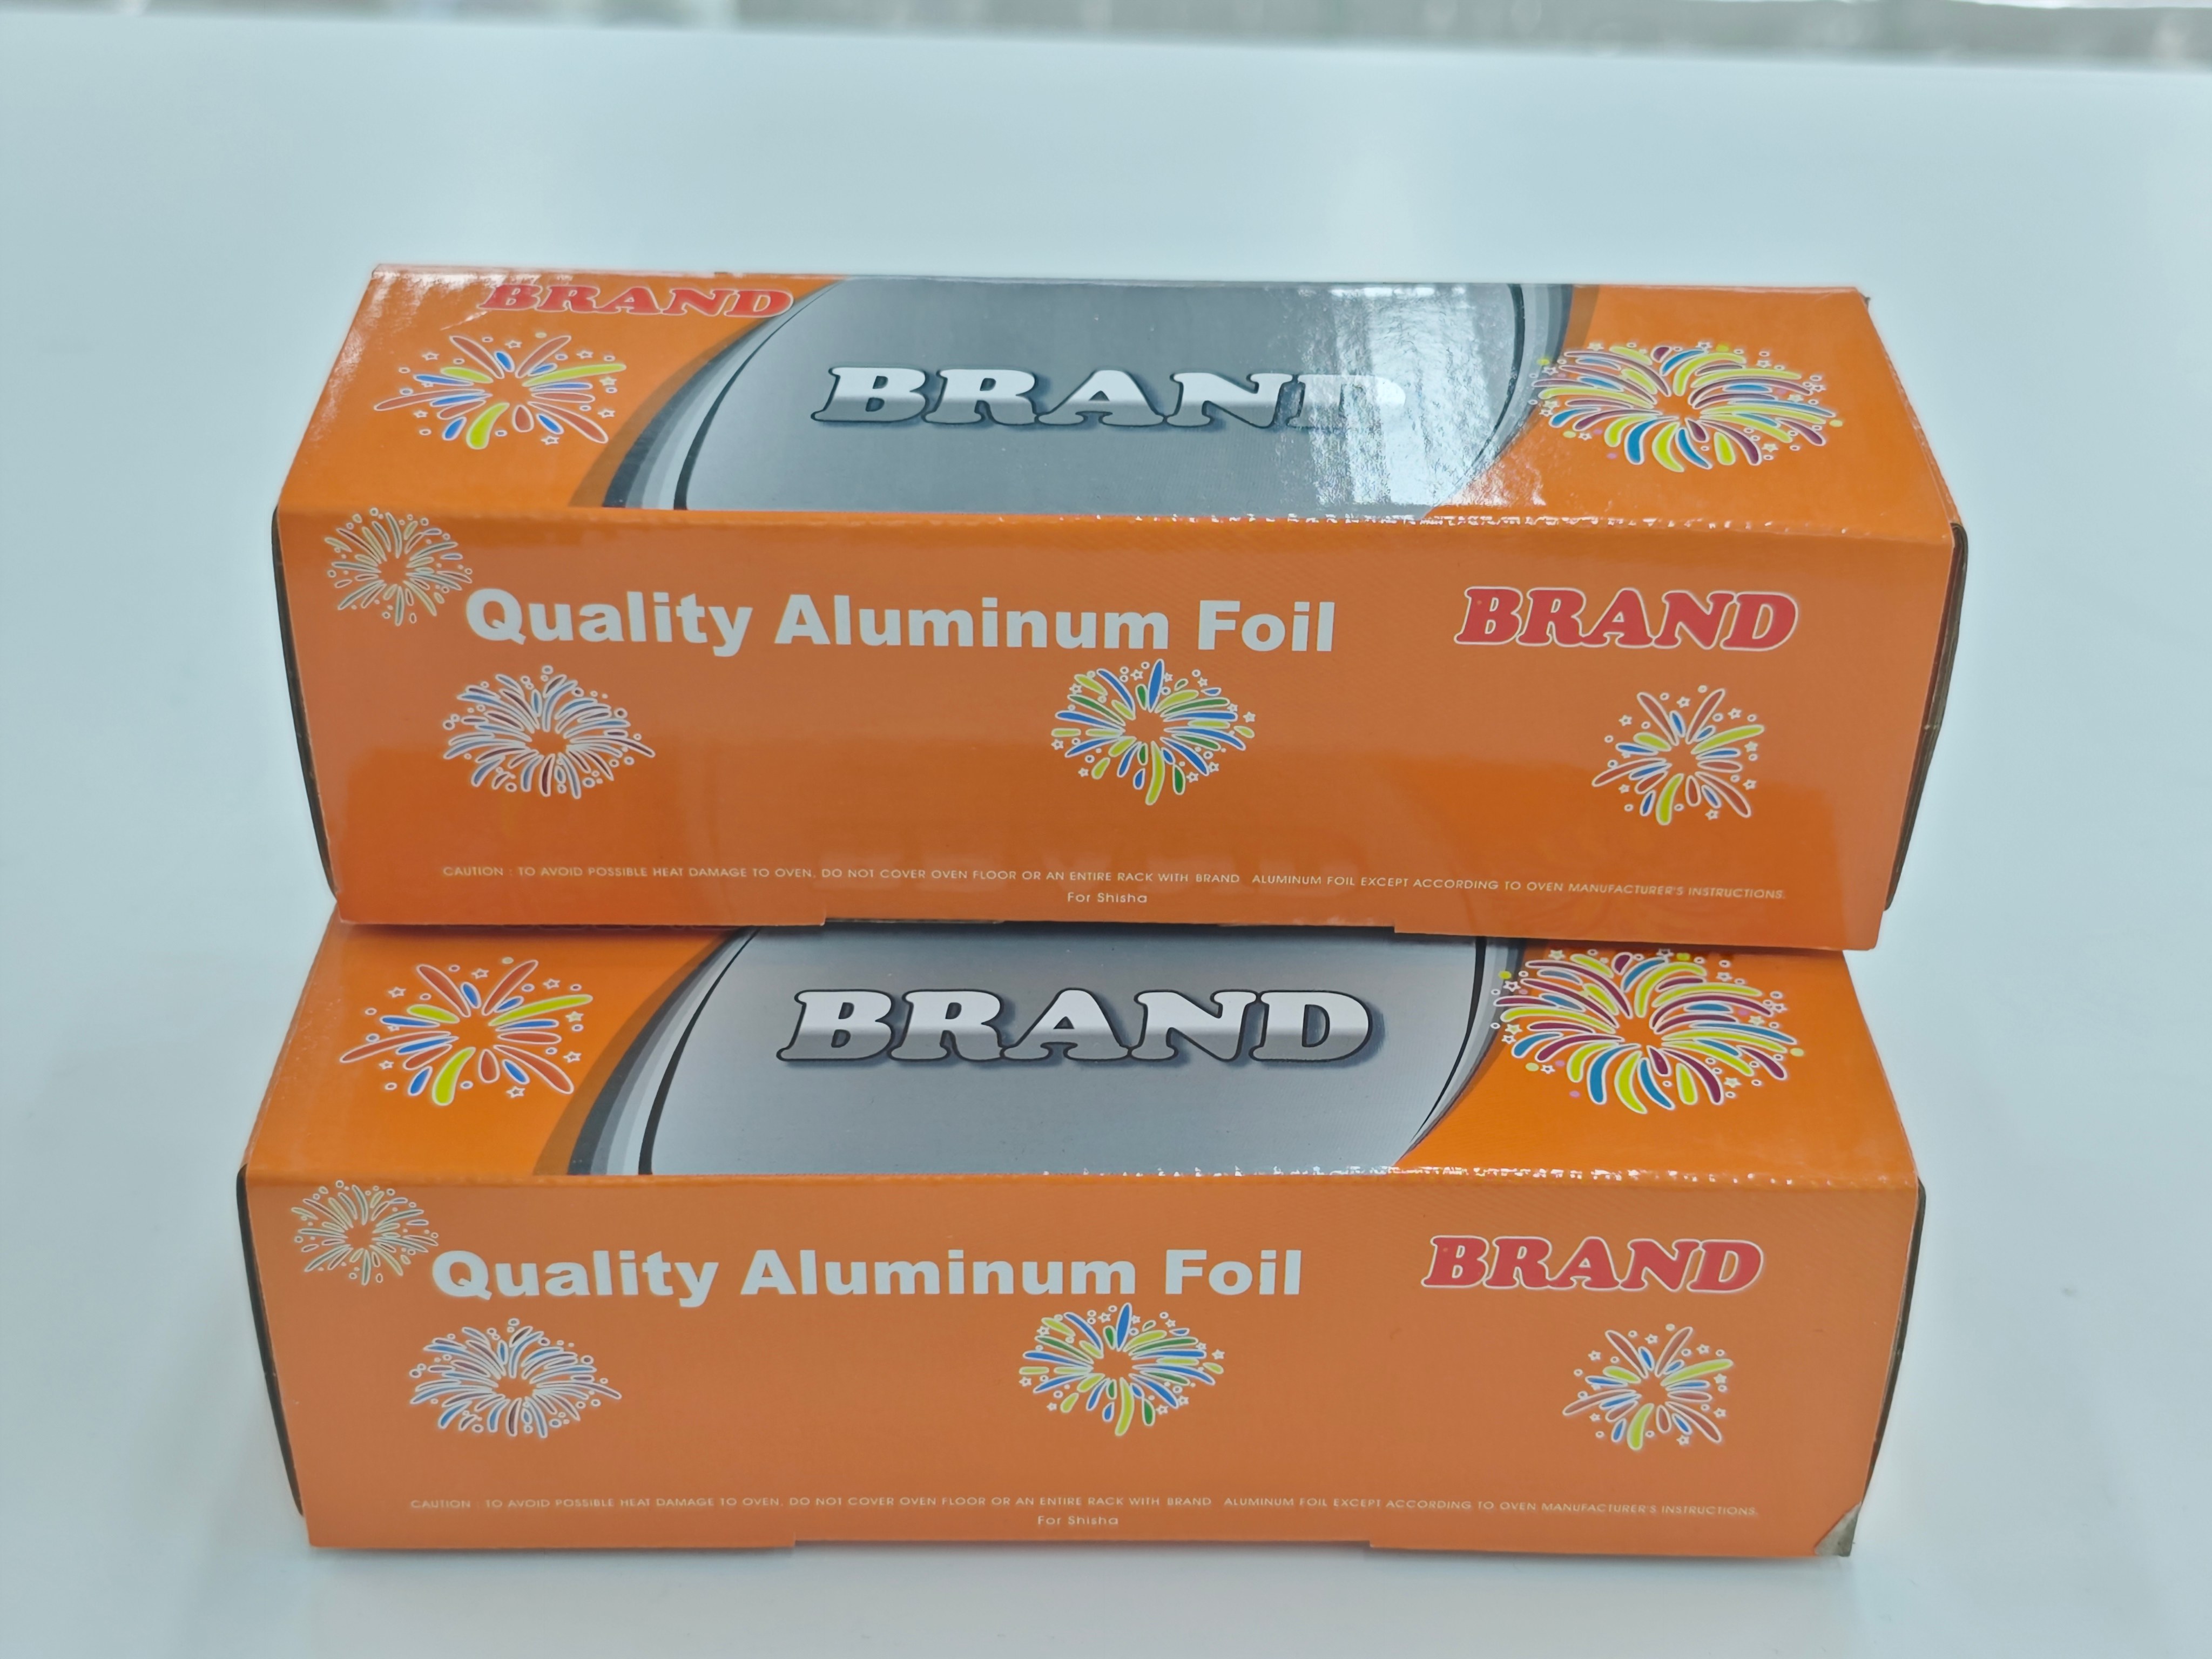 BRAND
BRAND
Quality Aluminum Foil
BRAND
CAUTION : TO AVOID POSSIBLE HEAT DAMAGE TO OVEN, DO NOT COVER OVEN FLOOR OR AN ENTIRE RACK WITH BRAND ALUMINUM FOIL EXCEPT ACCORDING TO OVEN MANUFACTURER'S INSTRUCTIONS.
For Shisha
BRAND
Quality Aluminum Foil
BRAND
CAUTION TO AVOID POSSIBLE HEAT DAMAGE TO OVEN, DO NOT COVER OVEN FLOOR OR AN ENTIRE RACK WITH BRAND ALUMINUM FOIL EXCEPT ACCORDING TO OVEN MANUFACTURER'S INSTRUCTIONS.
For Shisha